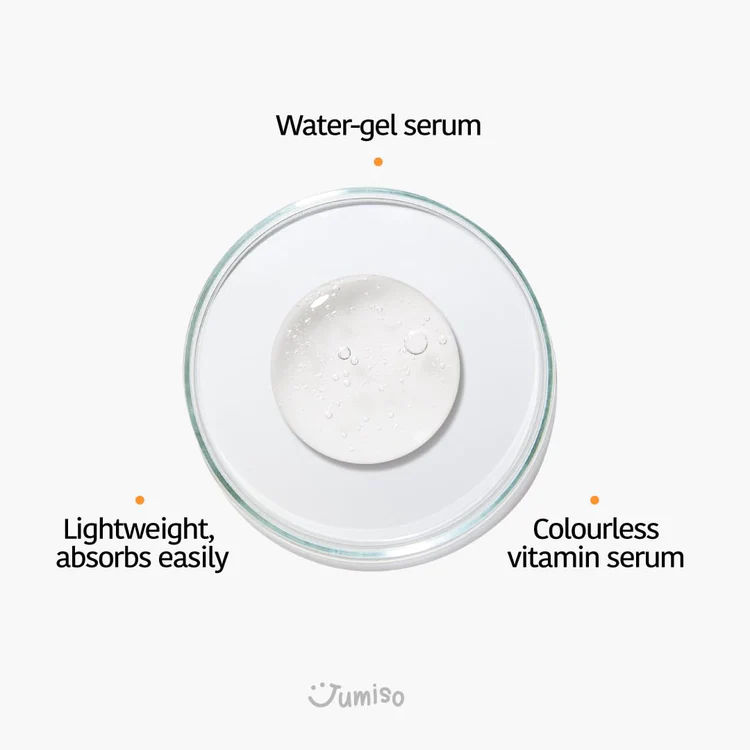 Water-gel serum
Lightweight,
absorbs easily
Colourless
vitamin serum
Jumiso